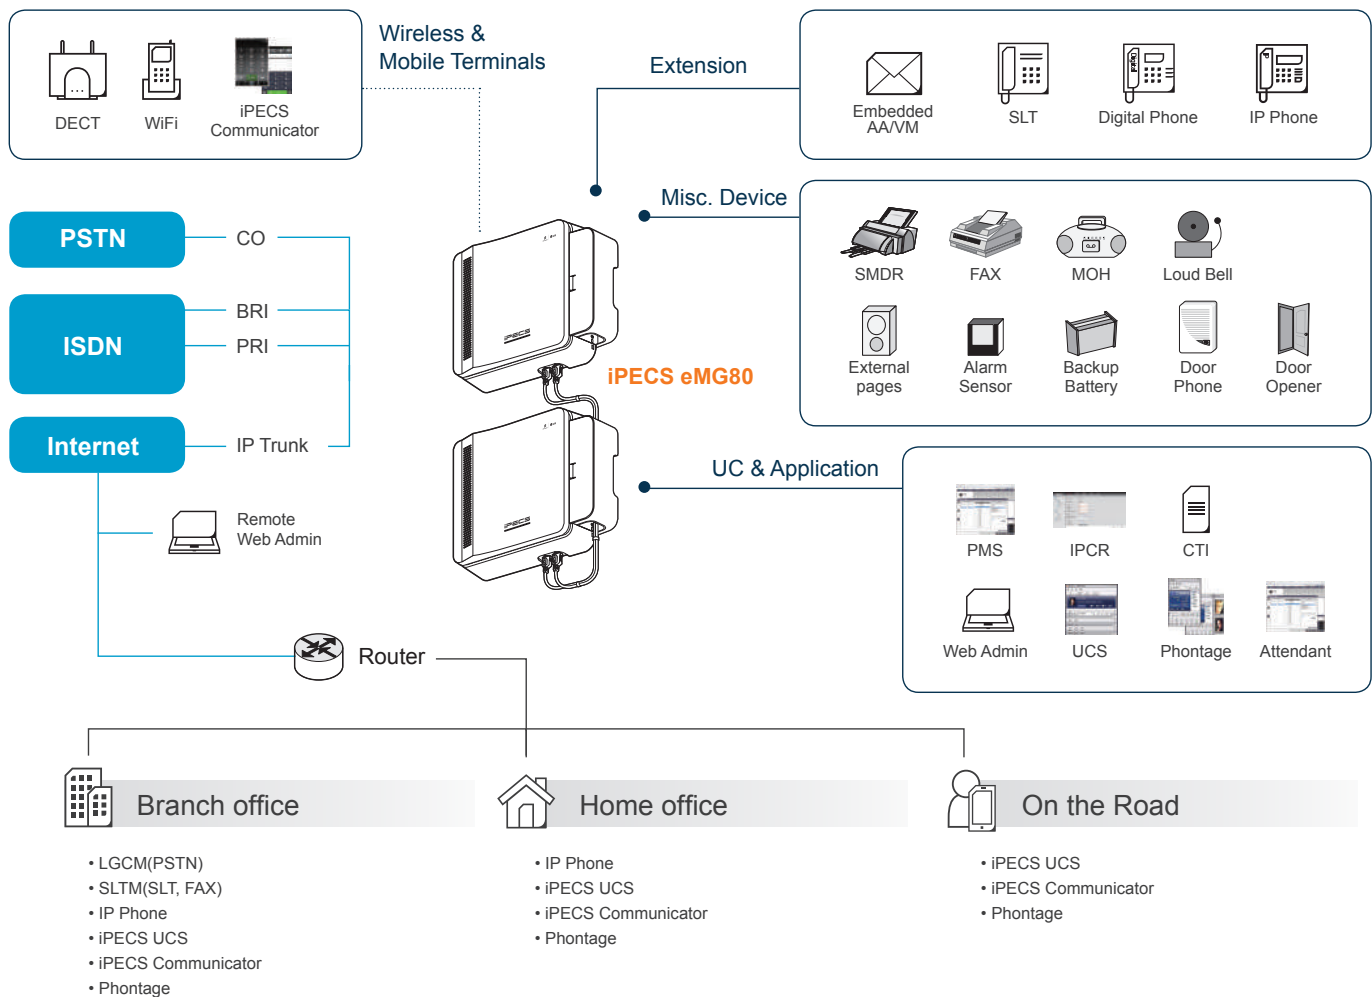 Wireless &
Mobile Terminals
DECT
WiFi
iPECS
Communicator
Extension
Embedded
AA/VM
SLT
Digital Phone
IP Phone
Misc. Device
SMDR
FAX
MOH
Loud Bell
External
pages
Alarm
Sensor
Backup
Battery
Door
Phone
Door
Opener
PSTN
CO
ISDN
BRI
PRI
Internet
IP Trunk
Remote
Web Admin
iPECS
iPECS eMG80
iPECS
UC & Application
PMS
IPCR
CTI
Web Admin
UCS
Phontage
Attendant
Router
Branch office
• LGCM(PSTN)
• SLTM(SLT, FAX)
• IP Phone
• iPECS UCS
• iPECS Communicator
• Phontage
Home office
• IP Phone
• iPECS UCS
• iPECS Communicator
• Phontage
On the Road
• iPECS UCS
• iPECS Communicator
• Phontage